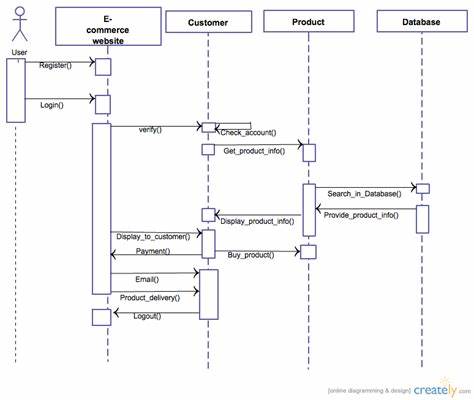 E-
commerce
website
Customer
Product
Database
User
Register()
Login()
verify()
Check_account()
Get_product_info()
Search_in_Database()
Provide_product_info()
Display_product_info()
Display_to_customer()
Payment()
Buy_product()
Email()
Product_delivery()
Logout()
[online diagramming & design] creately.com